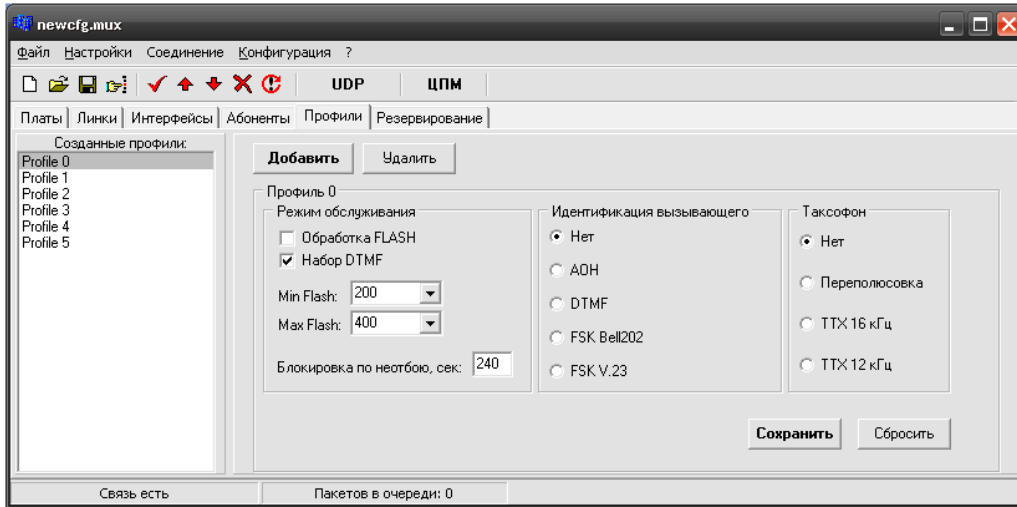 newcfg.mux
Файл Настройки Соединение Конфигурация ?
UDP ЦПМ
Платы Линки Интерфейсы Абоненты Профили Резервирование
Созданные профили:
Profile 0
Profile 1
Profile 2
Profile 3
Profile 4
Profile 5
Добавить Удалить
Профиль 0
Режим обслуживания
Обработка FLASH
Набор DTMF
Min Flash: 200
Max Flash: 400
Блокировка по неотбою, сек: 240
Идентификация вызывающего
Нет
АОН
DTMF
FSK Bell202
FSK V.23
Таксофон
Нет
Переполюсовка
ТТХ 16 кГц
ТТХ 12 кГц
Сохранить Сбросить
Связь есть Пакетов в очереди: 0